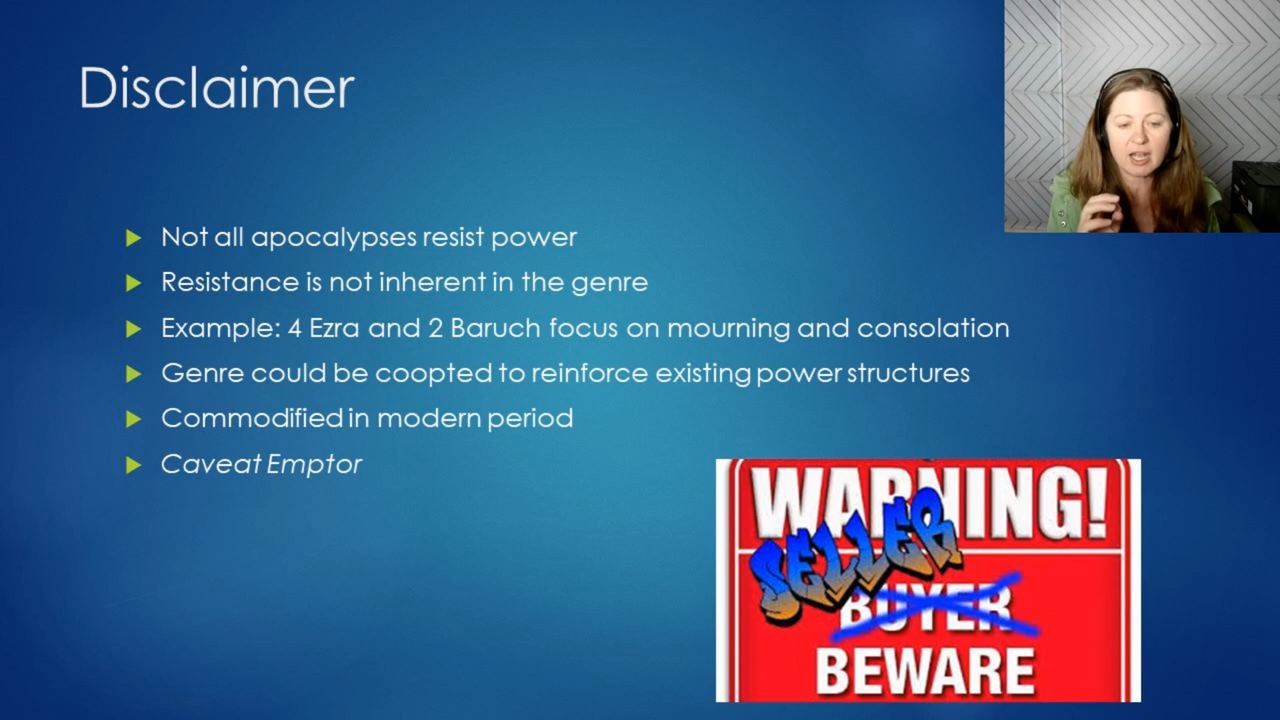 Disclaimer
Not all apocalypses resist power
Resistance is not inherent in the genre
Example: 4 Ezra and 2 Baruch focus on mourning and consolation
Genre could be coopted to reinforce existing power structures
Commodified in modern period
Caveat Emptor
WARNING!
SELLER
BUYER
BEWARE